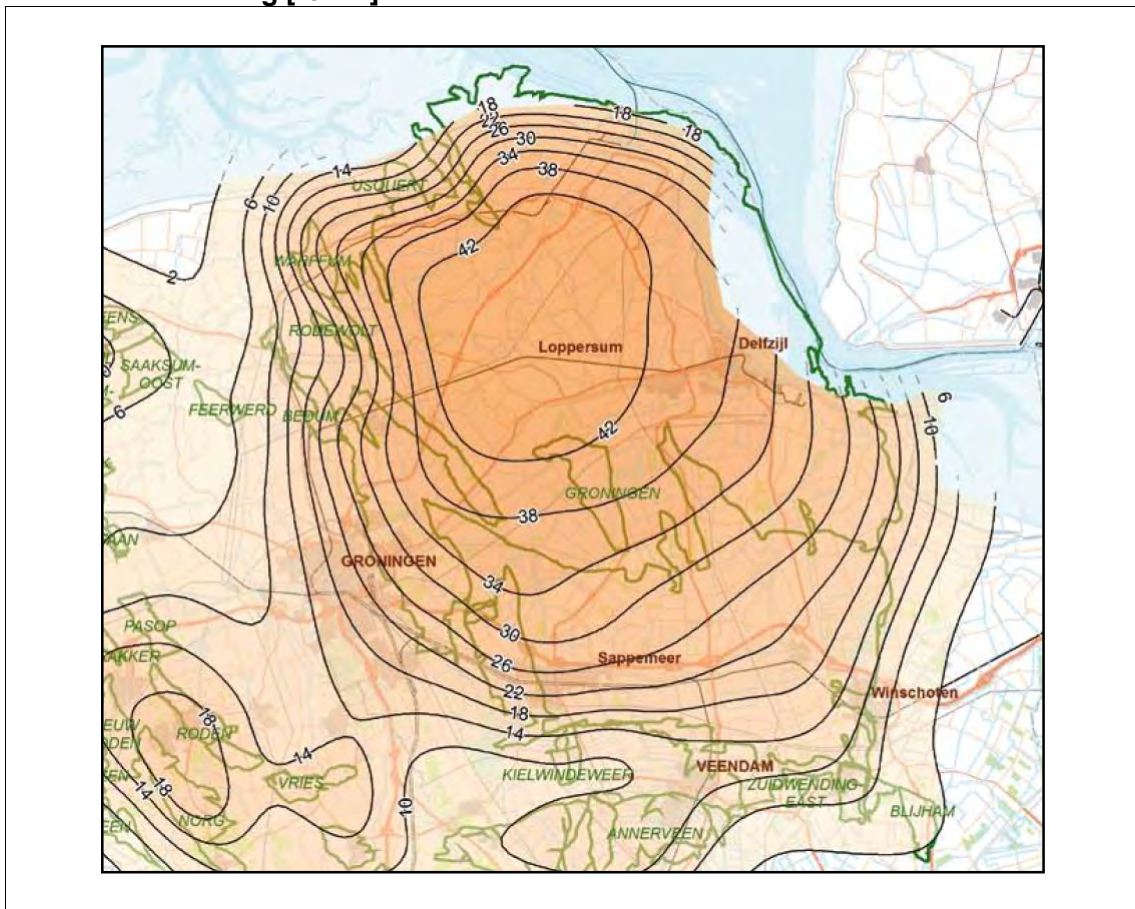 18
22
26
30
34
38
18
18
14
USQUERT
6
10
42
WARFFUM
2
RODEWOLT
Loppersum
Delfzijl
SAAKSUM-
OOST
FEERWERD
BEDUM
6
6
10
42
GRONINGEN
38
GRONINGEN
34
PASOP
30
26
Sappemeer
22
Winschoten
18
18
RODEN
14
14
VRIES
KIELWINDEWEER
VEENDAM
ZUIDWENDING-
EAST
18
14
10
NORG
ANNERVEEN
BLIJHAM